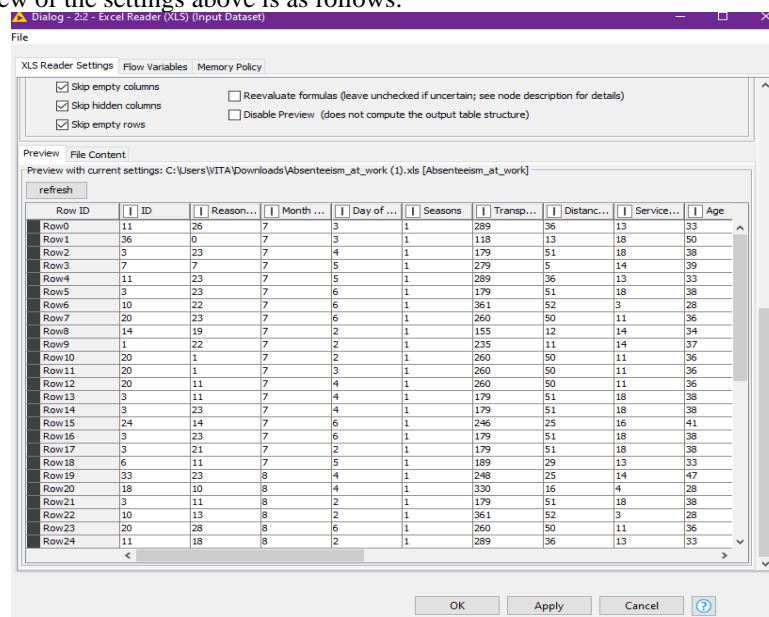 ew of the settings above is as follows:
Dialog - 2:2 - Excel Reader (XLS) (Input Dataset)
File
XLS Reader Settings Flow Variables Memory Policy
Skip empty columns
Reevaluate formulas (leave unchecked if uncertain; see node description for details)
Skip hidden columns
Disable Preview (does not compute the output table structure)
Skip empty rows
Preview File Content
Preview with current settings: C:\Users\VITA\Downloads\Absenteeism_at_work (1).xls [Absenteeism_at_work]
refresh
Row ID I ID I Reason... I Month ... I Day of ... I Seasons I Transp... I Distanc... I Service... I Age
Row0 11 26 7 3 1 289 36 13 33
Row1 36 0 7 3 1 118 13 18 50
Row2 3 23 7 4 1 179 51 18 38
Row3 7 7 7 5 1 279 5 14 39
Row4 11 23 7 5 1 289 36 13 33
Row5 3 23 7 6 1 179 51 18 38
Row6 10 22 7 6 1 361 52 3 28
Row7 20 23 7 6 1 260 50 11 36
Row8 14 19 7 2 1 155 12 14 34
Row9 1 22 7 2 1 235 11 14 37
Row10 20 1 7 2 1 260 50 11 36
Row11 20 1 7 3 1 260 50 11 36
Row12 20 11 7 4 1 260 50 11 36
Row13 3 11 7 4 1 179 51 18 38
Row14 3 23 7 4 1 179 51 18 38
Row15 24 14 7 6 1 246 25 16 41
Row16 3 23 7 6 1 179 51 18 38
Row17 3 21 7 2 1 179 51 18 38
Row18 6 11 7 5 1 189 29 13 33
Row19 33 23 8 4 1 248 25 14 47
Row20 18 10 8 4 1 330 16 4 28
Row21 3 11 8 2 1 179 51 18 38
Row22 10 13 8 2 1 361 52 3 28
Row23 20 28 8 6 1 260 50 11 36
Row24 11 18 8 2 1 289 36 13 33
OK Apply Cancel ?